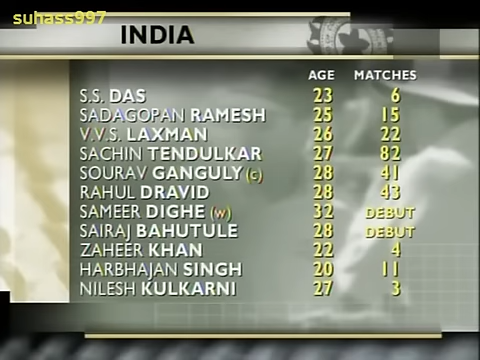 suhass997
INDIA
AGE MATCHES
S.S. DAS 23 6
SADAGOPAN RAMESH 25 15
V.V.S. LAXMAN 26 22
SACHIN TENDULKAR 27 82
SOURAV GANGULY (c) 28 41
RAHUL DRAVID 28 43
SAMEER DIGHE (w) 32 DEBUT
SAIRAJ BAHUTULE 28 DEBUT
ZAHEER KHAN 22 4
HARBHAJAN SINGH 20 11
NILESH KULKARNI 27 3